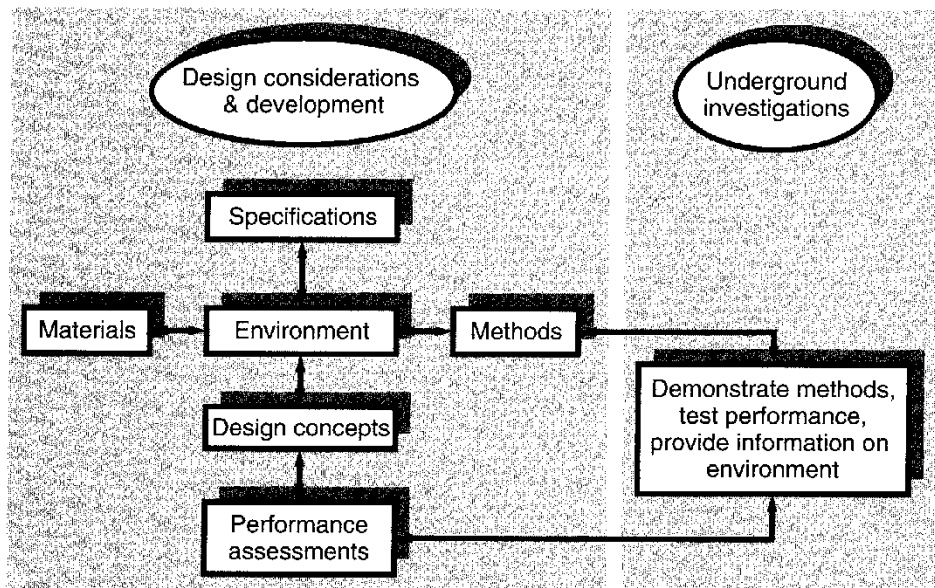 Design considerations
& development
Underground
investigations
Specifications
Materials
Environment
Methods
Demonstrate methods,
test performance,
provide information on
environment
Design concepts
Performance
assessments